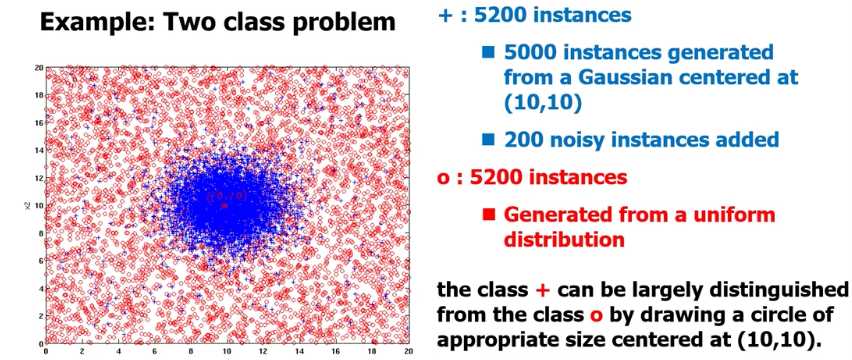 Example: Two class problem
+ : 5200 instances
■ 5000 instances generated
from a Gaussian centered at
(10,10)
■ 200 noisy instances added
o : 5200 instances
■ Generated from a uniform
distribution
the class + can be largely distinguished
from the class o by drawing a circle of
appropriate size centered at (10,10).
20
18
16
14
12
10
8
6
4
2
0
x2
(10,10)
0 2 4 6 8 10 12 14 16 18 20